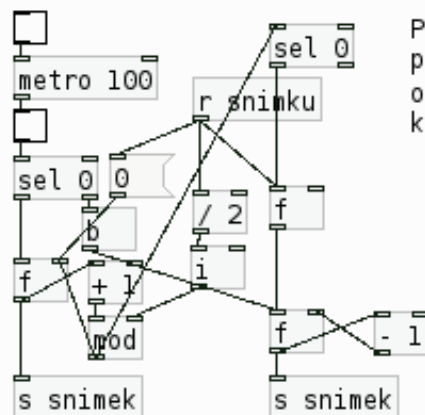 sel 0
P
metro 100
p
r snimku
o
k
sel 0
0
b
/ 2
f
f
+ 1
i
mod
f
- 1
s snimek
s snimek